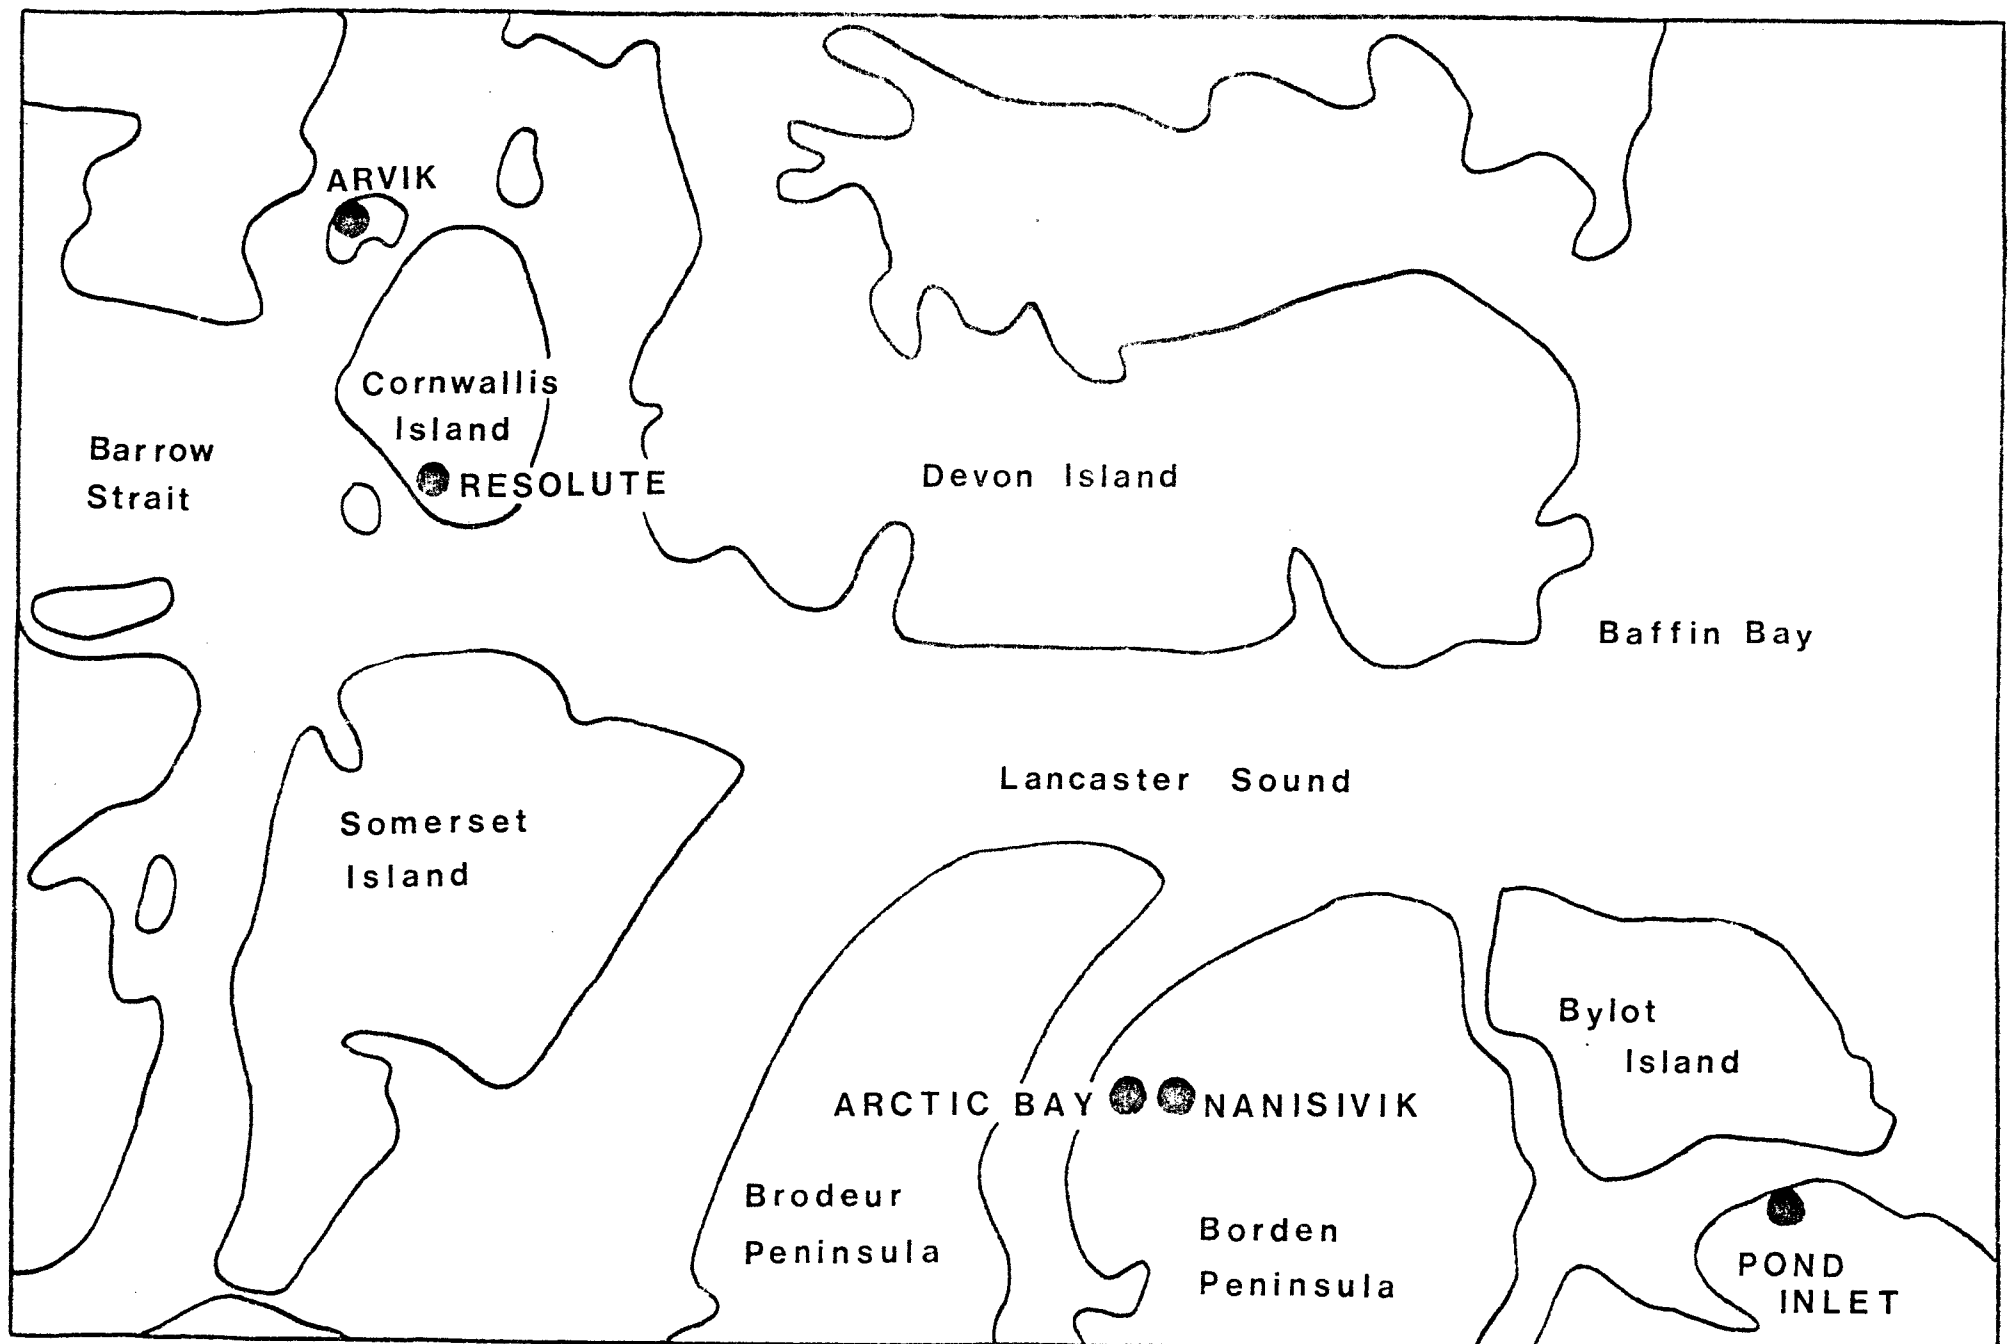 ARVIK
Cornwallis
Island
Barrow
Strait
RESOLUTE
Devon Island
Baffin Bay
Lancaster Sound
Somerset
Island
Bylot
Island
ARCTIC BAY
NANISIVIK
Brodeur
Peninsula
Borden
Peninsula
POND
INLET